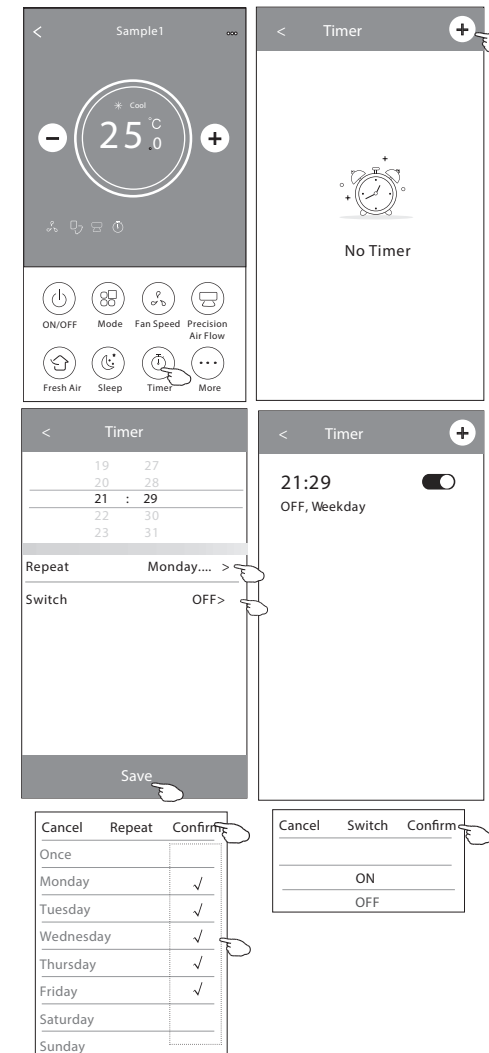 Sample1
Cool
25 °C .0
ON/OFF Mode Fan Speed Precision Air Flow
Fresh Air Sleep Timer More
< Timer +
No Timer
< Timer
19 27
20 28
21 : 29
22 30
23 31
Repeat Monday.... >
Switch OFF>
Save
< Timer +
21:29
OFF, Weekday
Cancel Repeat Confirm
Once
Monday √
Tuesday √
Wednesday √
Thursday √
Friday √
Saturday
Sunday
Cancel Switch Confirm
ON
OFF